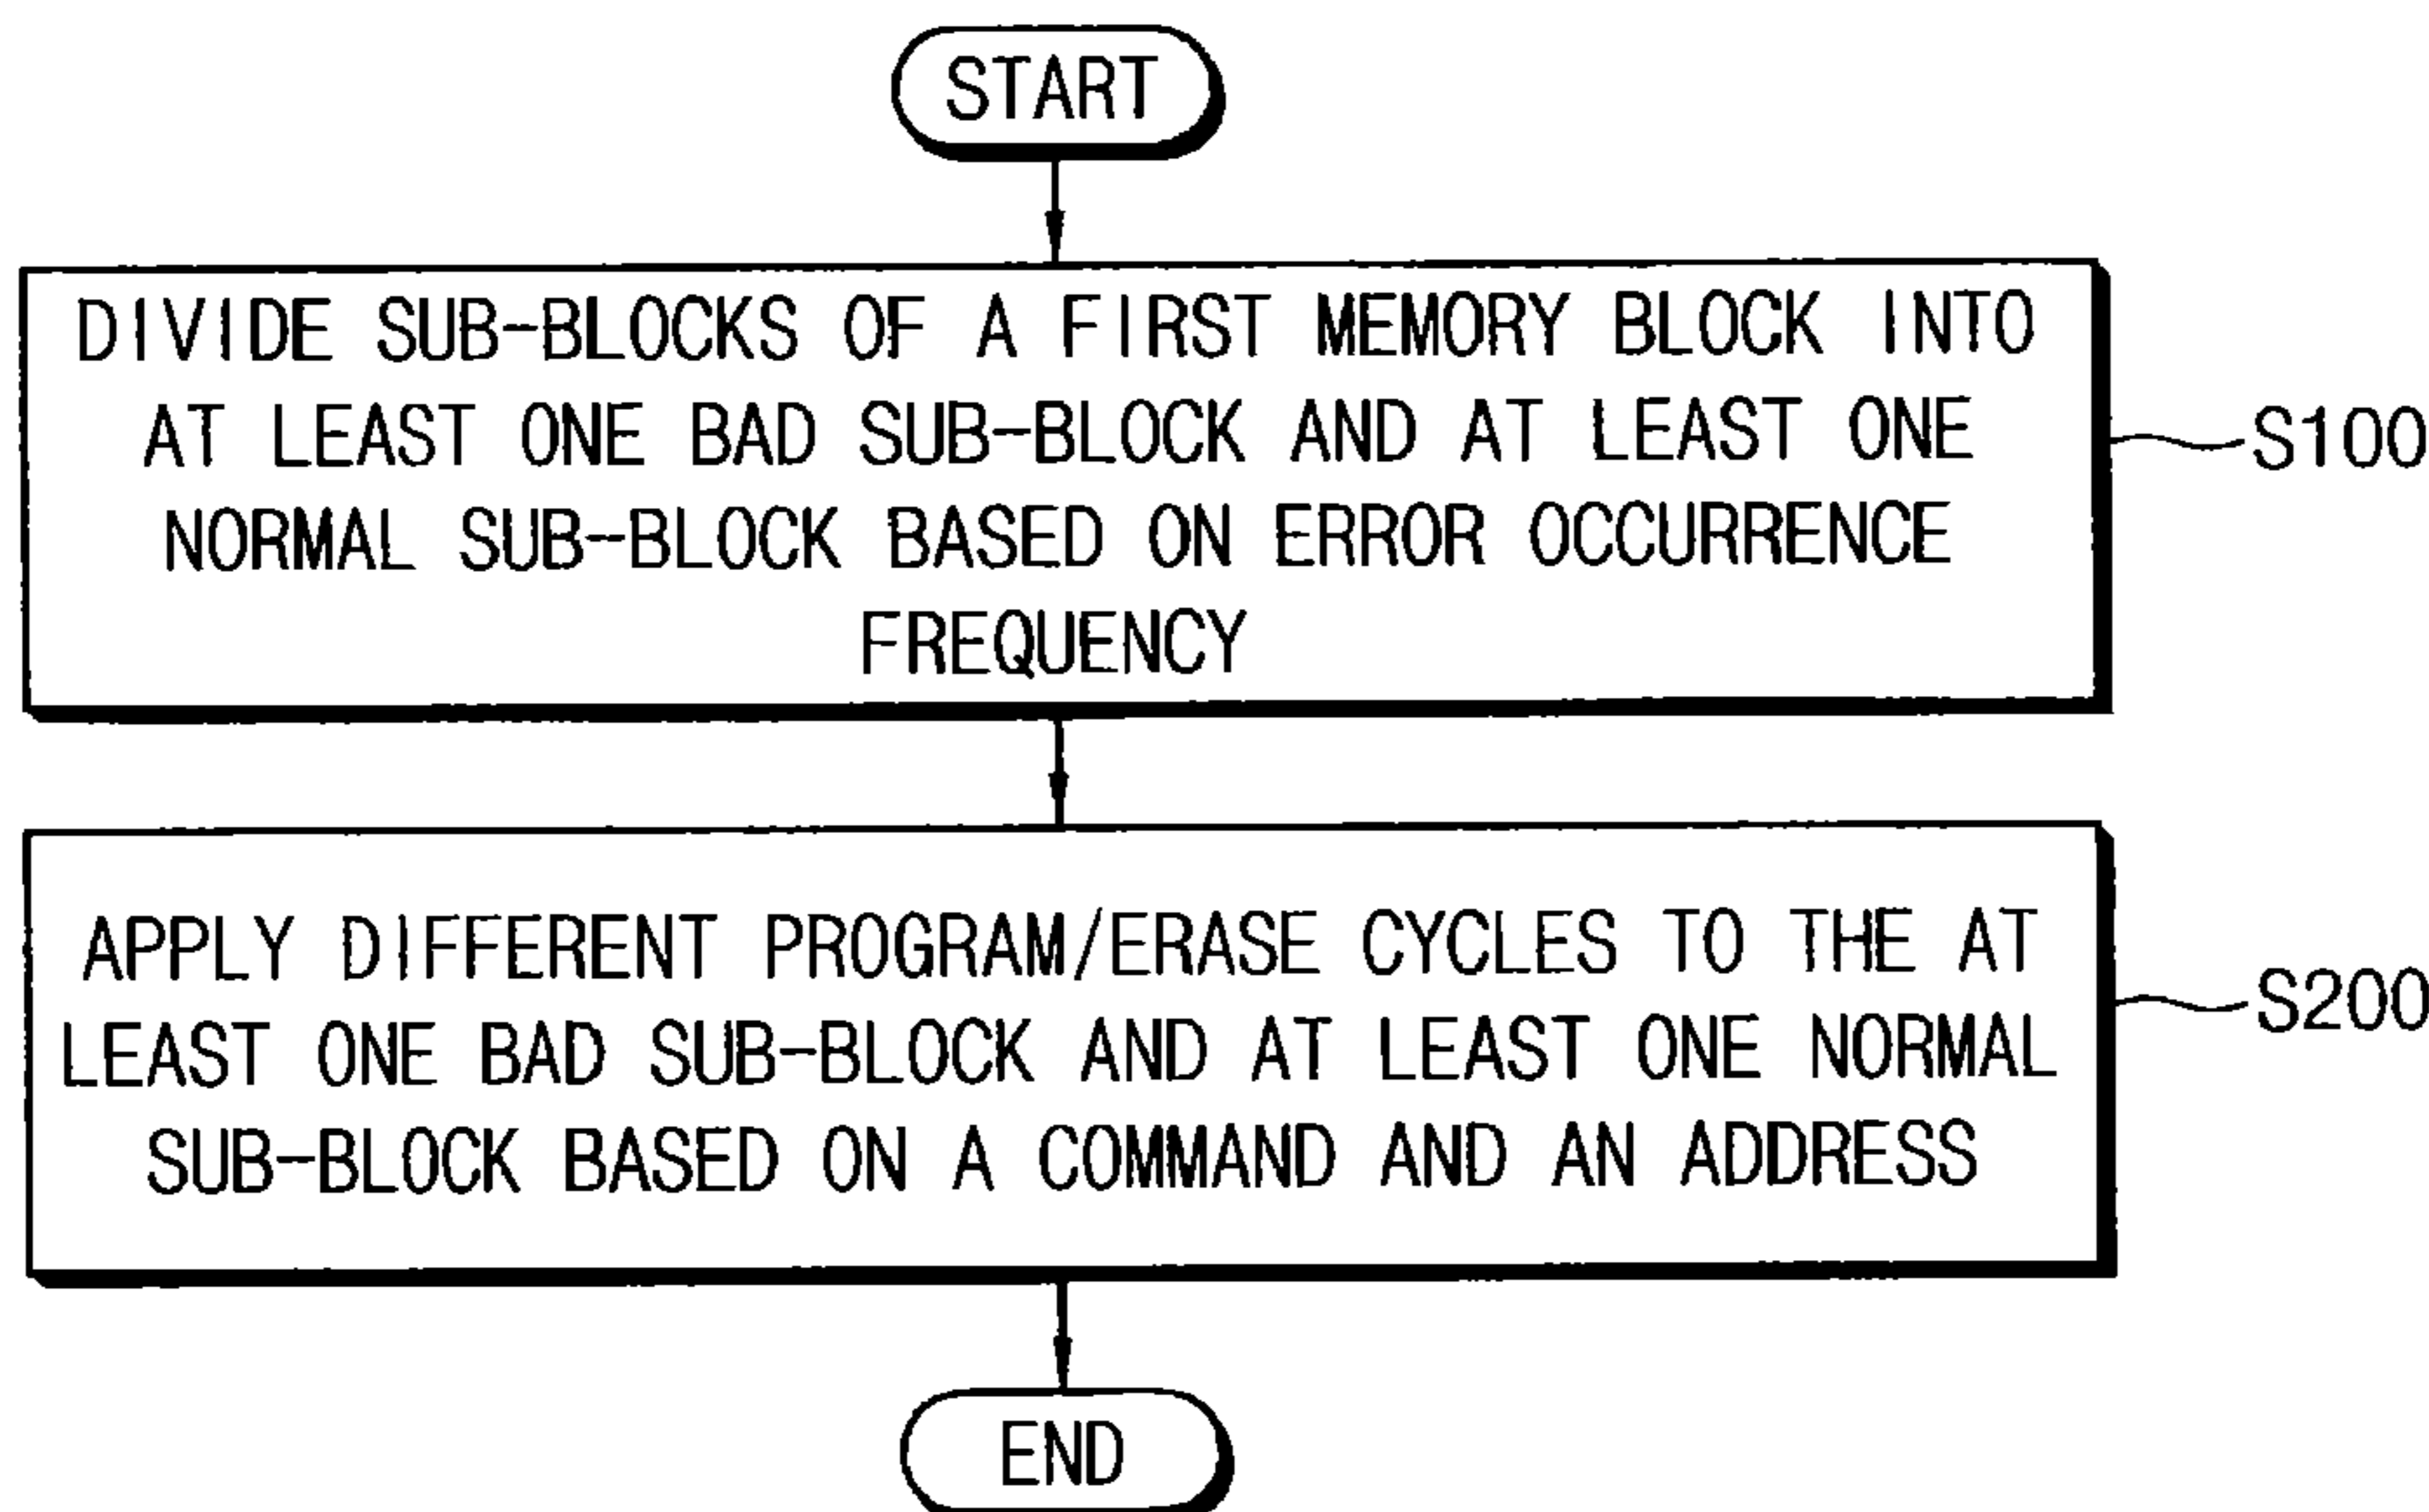 START
DIVIDE SUB-BLOCKS OF A FIRST MEMORY BLOCK INTO
AT LEAST ONE BAD SUB-BLOCK AND AT LEAST ONE
NORMAL SUB-BLOCK BASED ON ERROR OCCURRENCE
FREQUENCY
S100
APPLY DIFFERENT PROGRAM/ERASE CYCLES TO THE AT
LEAST ONE BAD SUB-BLOCK AND AT LEAST ONE NORMAL
SUB-BLOCK BASED ON A COMMAND AND AN ADDRESS
S200
END